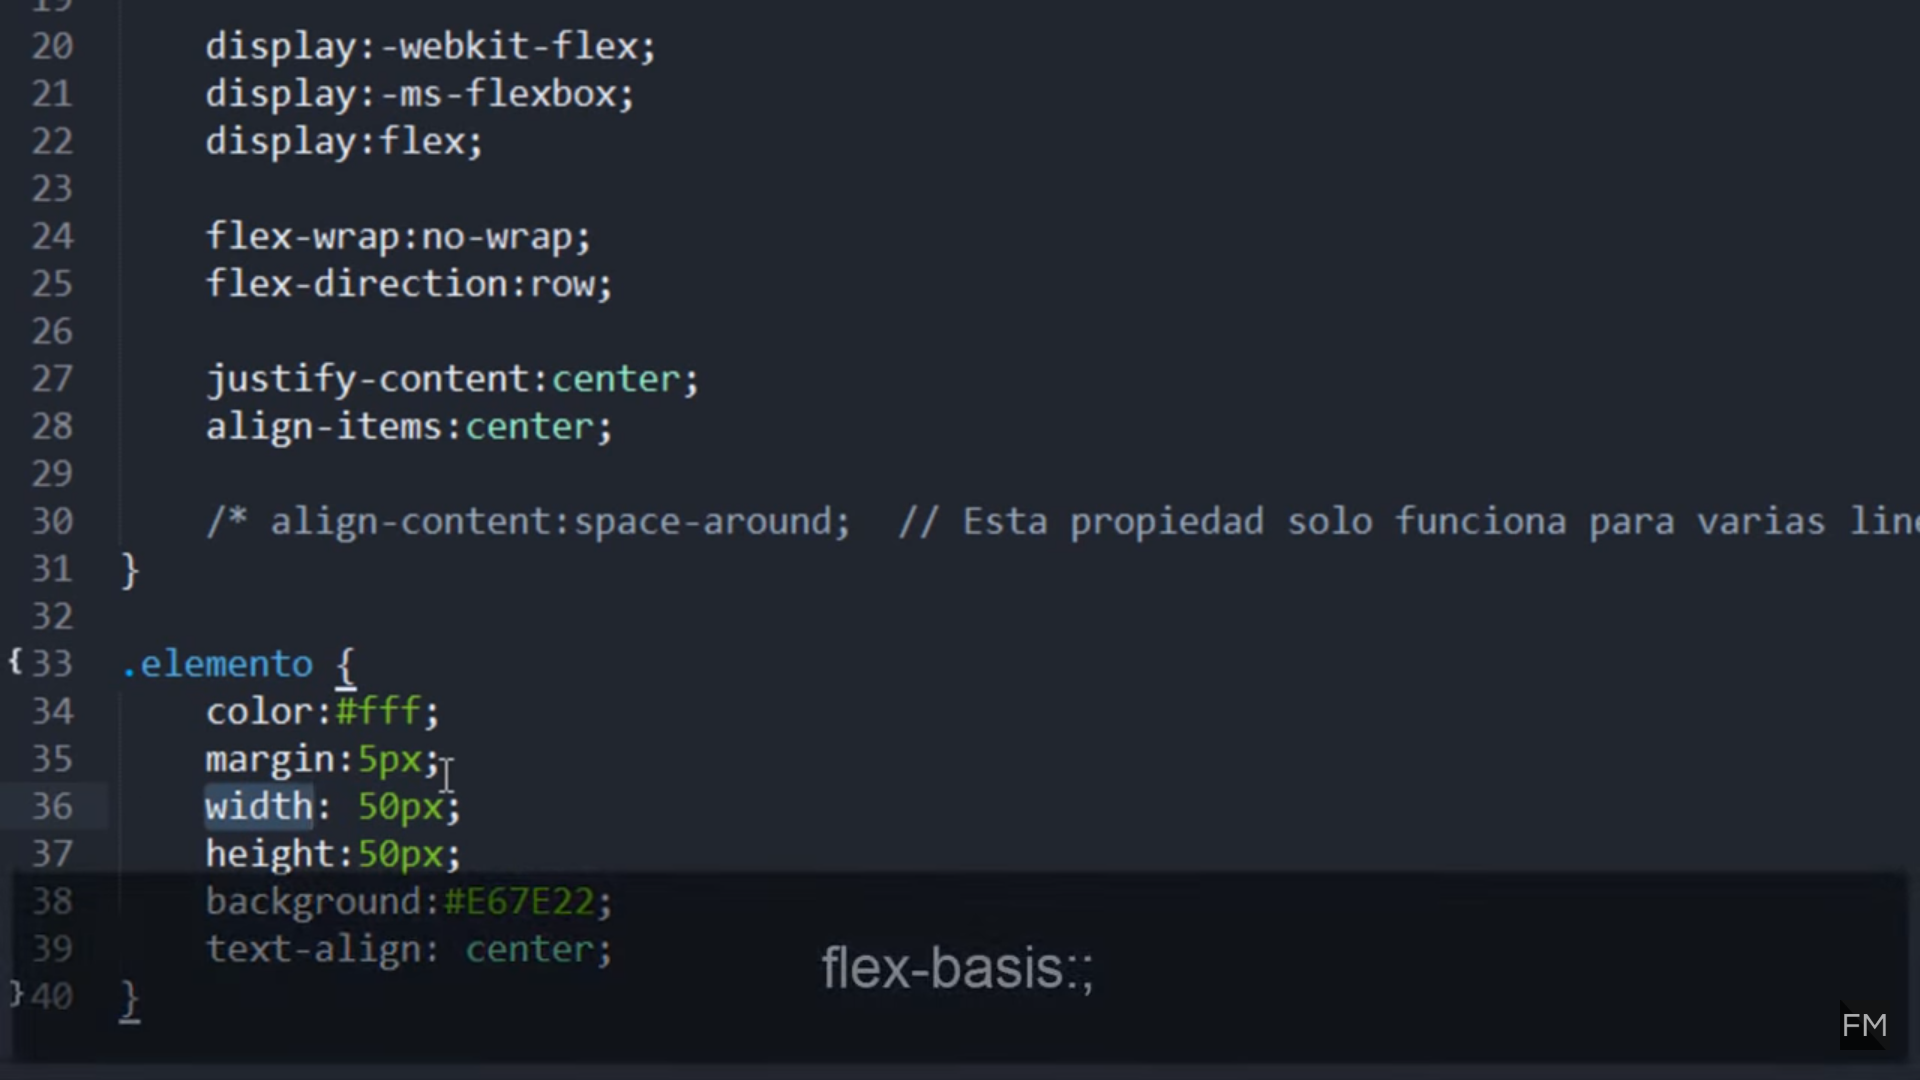 19
20 display:-webkit-flex;
21 display:-ms-flexbox;
22 display:flex;
23
24 flex-wrap:no-wrap;
25 flex-direction:row;
26
27 justify-content:center;
28 align-items:center;
29
30 /* align-content:space-around; // Esta propiedad solo funciona para varias
31 }
32
{ 33 .elemento {
34 color:#fff;
35 margin:5px;
36 width: 50px;
37 height:50px;
38 background:#E67E22;
39 text-align: center;
} 40 }
flex-basis:;
FM